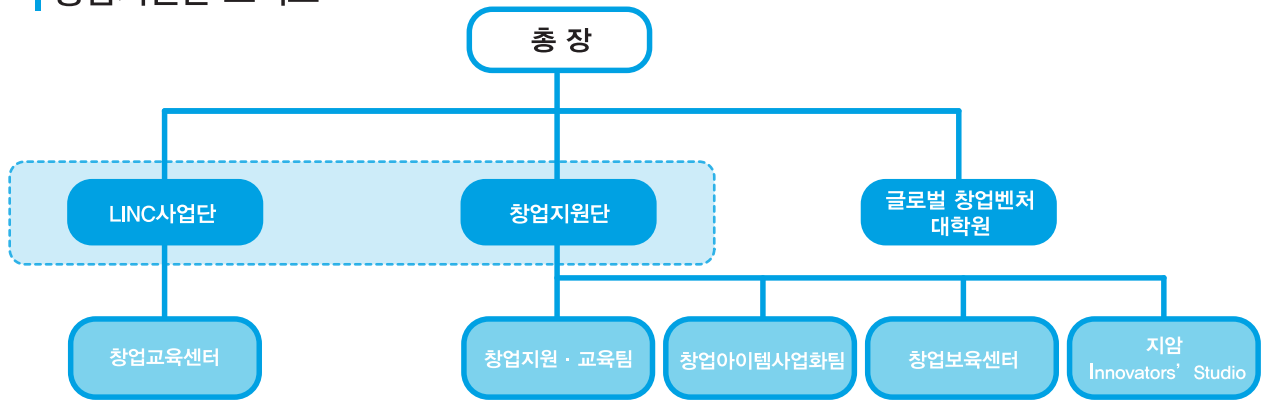 총 장
LINC사업단
창업지원단
글로벌 창업벤처
대학원
창업교육센터
창업지원 · 교육팀
창업아이템사업화팀
창업보육센터
지암
Innovators’ Studio